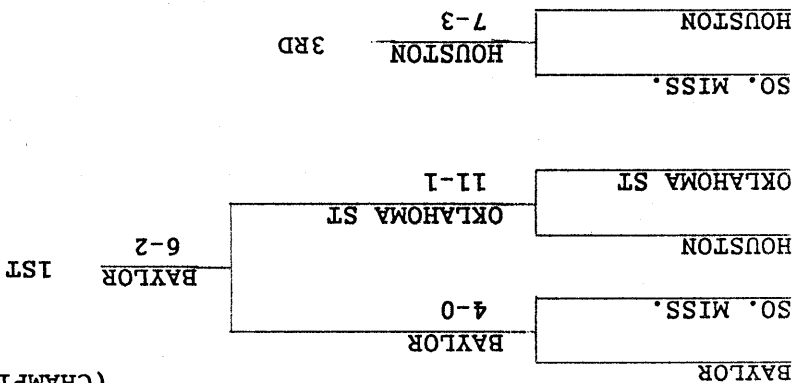 (CHAMPI
BAYLOR
BAYLOR
4-0
SO. MISS.
BAYLOR
1ST
6-2
HOUSTON
OKLAHOMA ST
11-1
OKLAHOMA ST
SO. MISS.
HOUSTON
3RD
7-3
HOUSTON